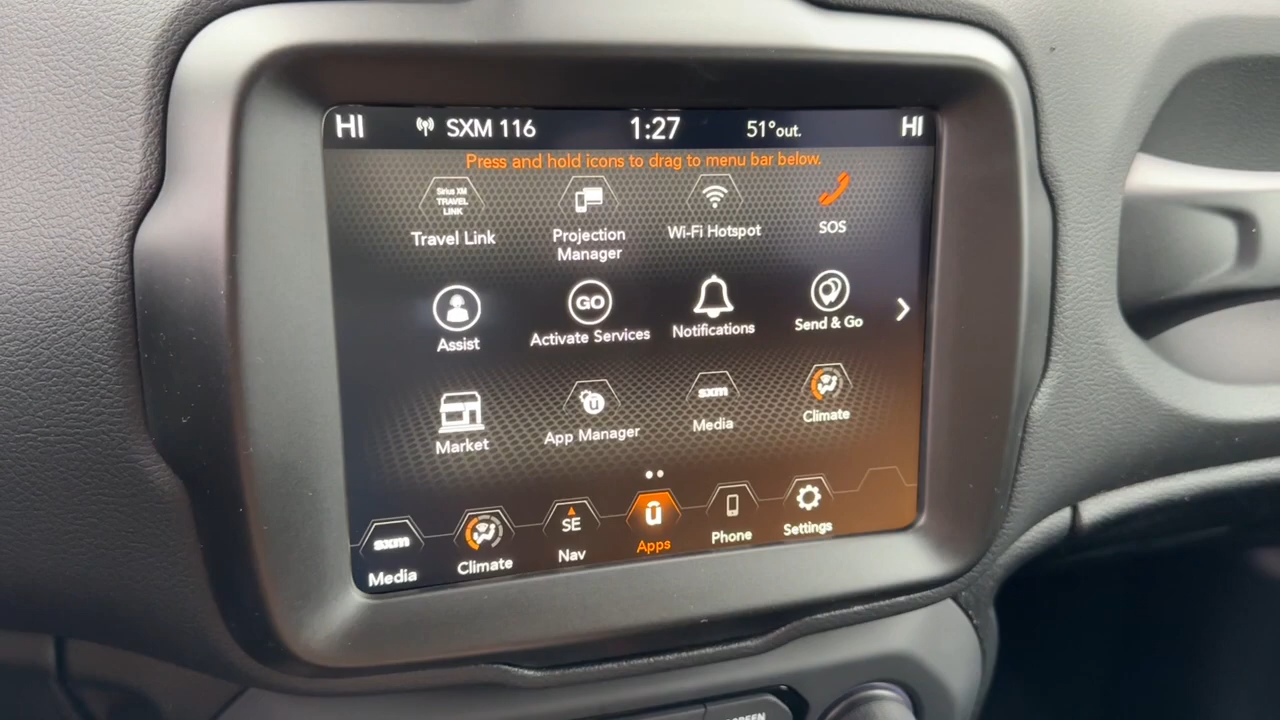 HI SXM 116 1:27 51°out. HI
Press and hold icons to drag to menu bar below.
Sirius XM
TRAVEL
LINK
Travel Link
Projection
Manager
Wi-Fi Hotspot
SOS
Assist
GO
Activate Services
Notifications
Send & Go
Market
u
App Manager
sxm
Media
Climate
sxm
Media
Climate
SE
Nav
ū
Apps
Phone
Settings